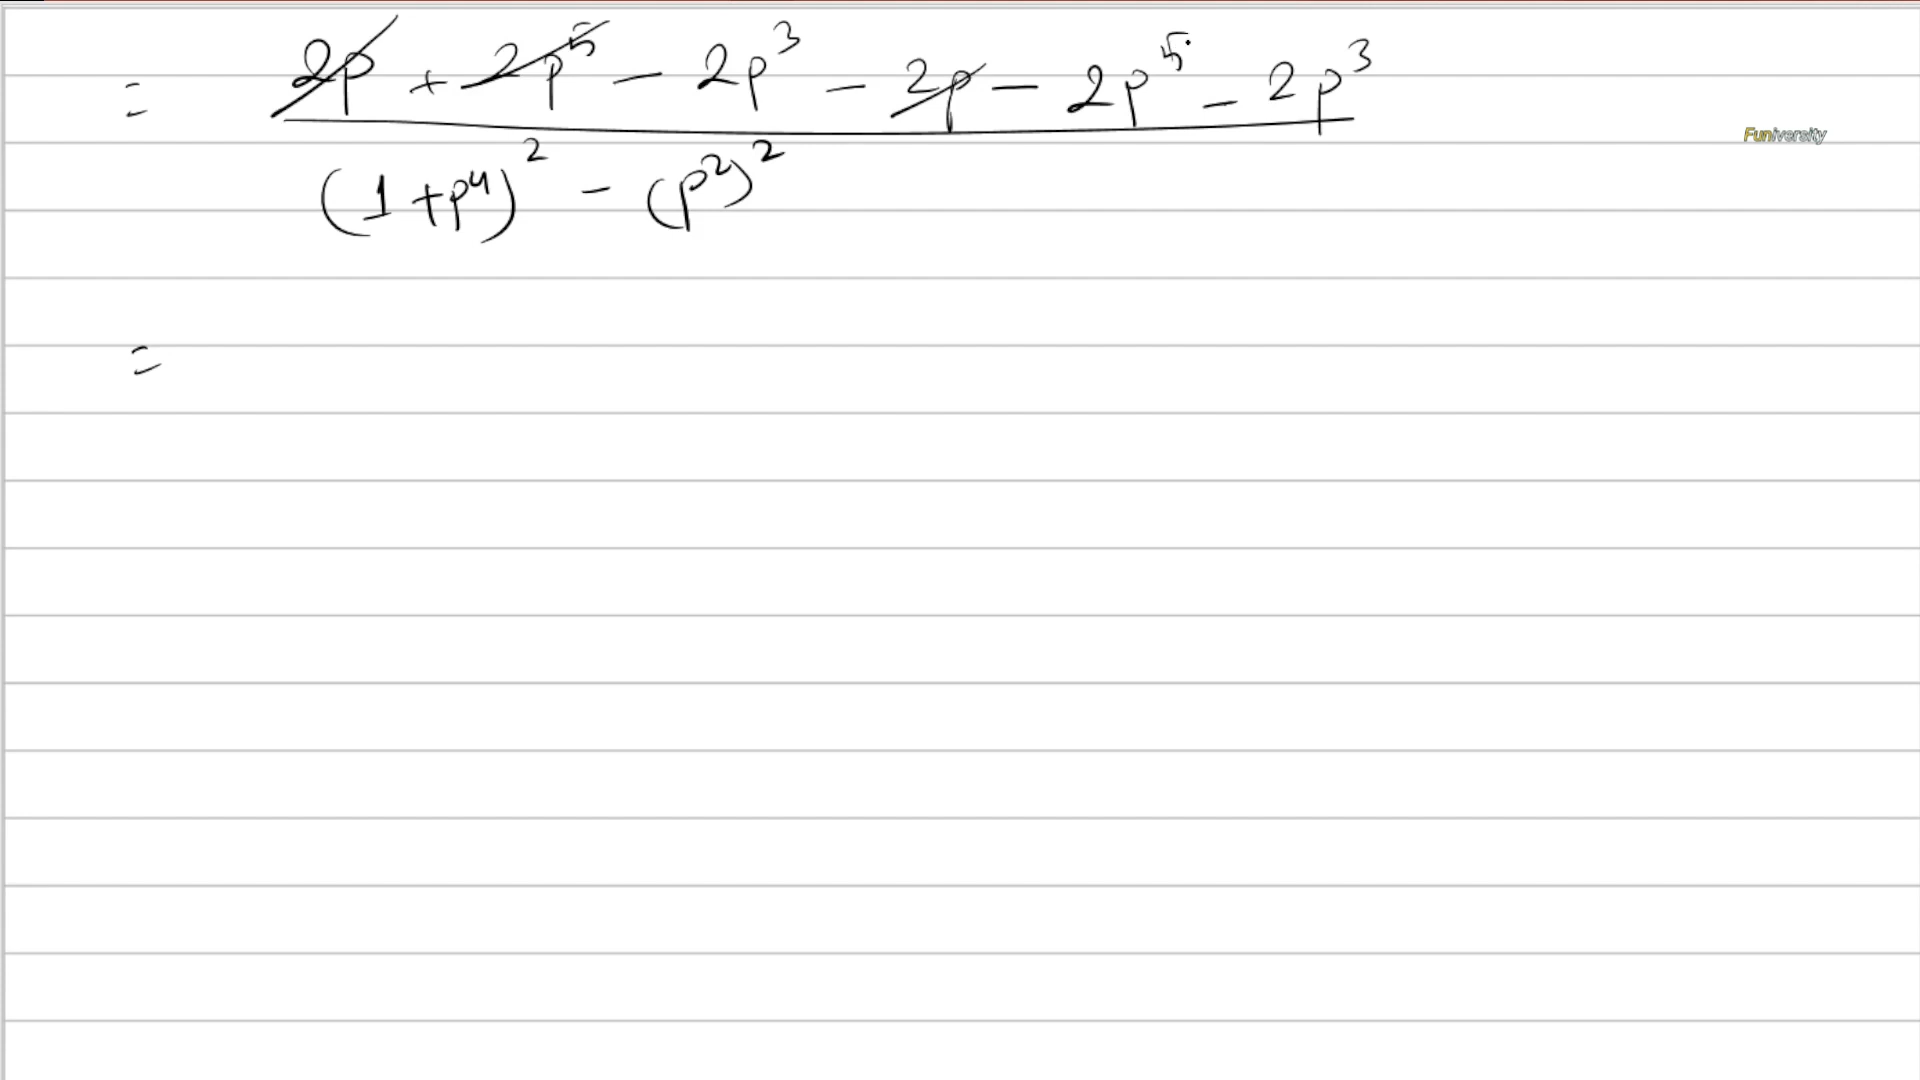 = 2p + 2p⁵ - 2p³ - 2p - 2p⁵ - 2p³
(1 + p⁴)² - (p²)²
Funiversity
=